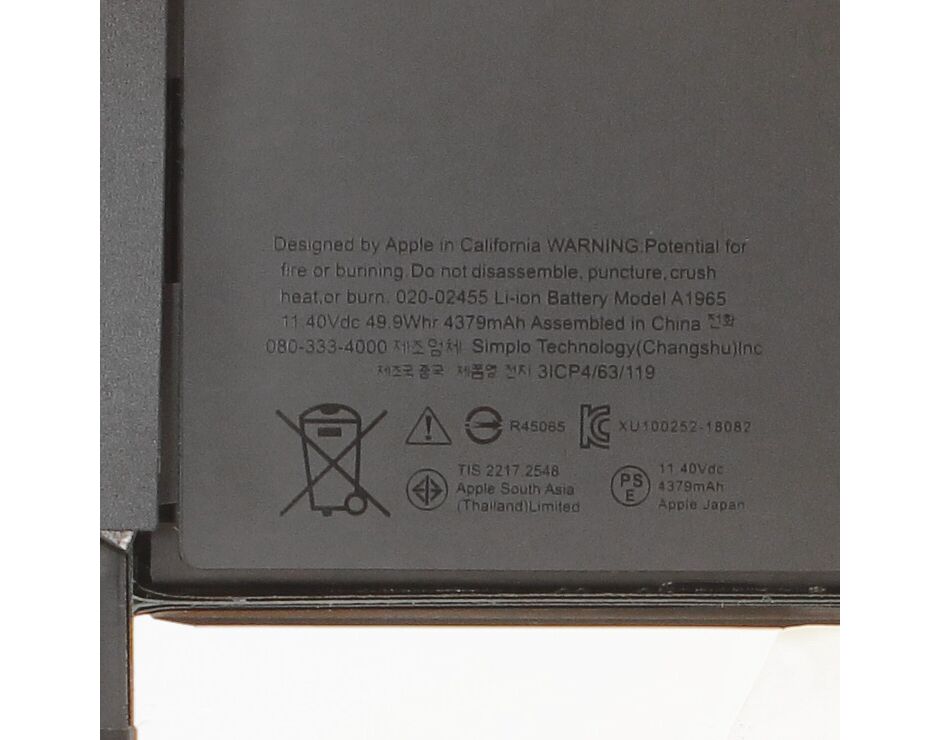 Designed by Apple in California WARNING:Potential for
fire or burining.Do not disassemble, puncture,crush
heat,or burn. 020-02455 Li-ion Battery Model A1965
11.40Vdc 49.9Whr 4379mAh Assembled in China 전화
080-333-4000 제조업체 Simplo Technology(Changshu)Inc
제조국 중국 제품명 전지 3ICP4/63/119
R45065 XU100252-18082
TIS 2217.2548
Apple South Asia
(Thailand)Limited
PS
E
11.40Vdc
4379mAh
Apple Japan